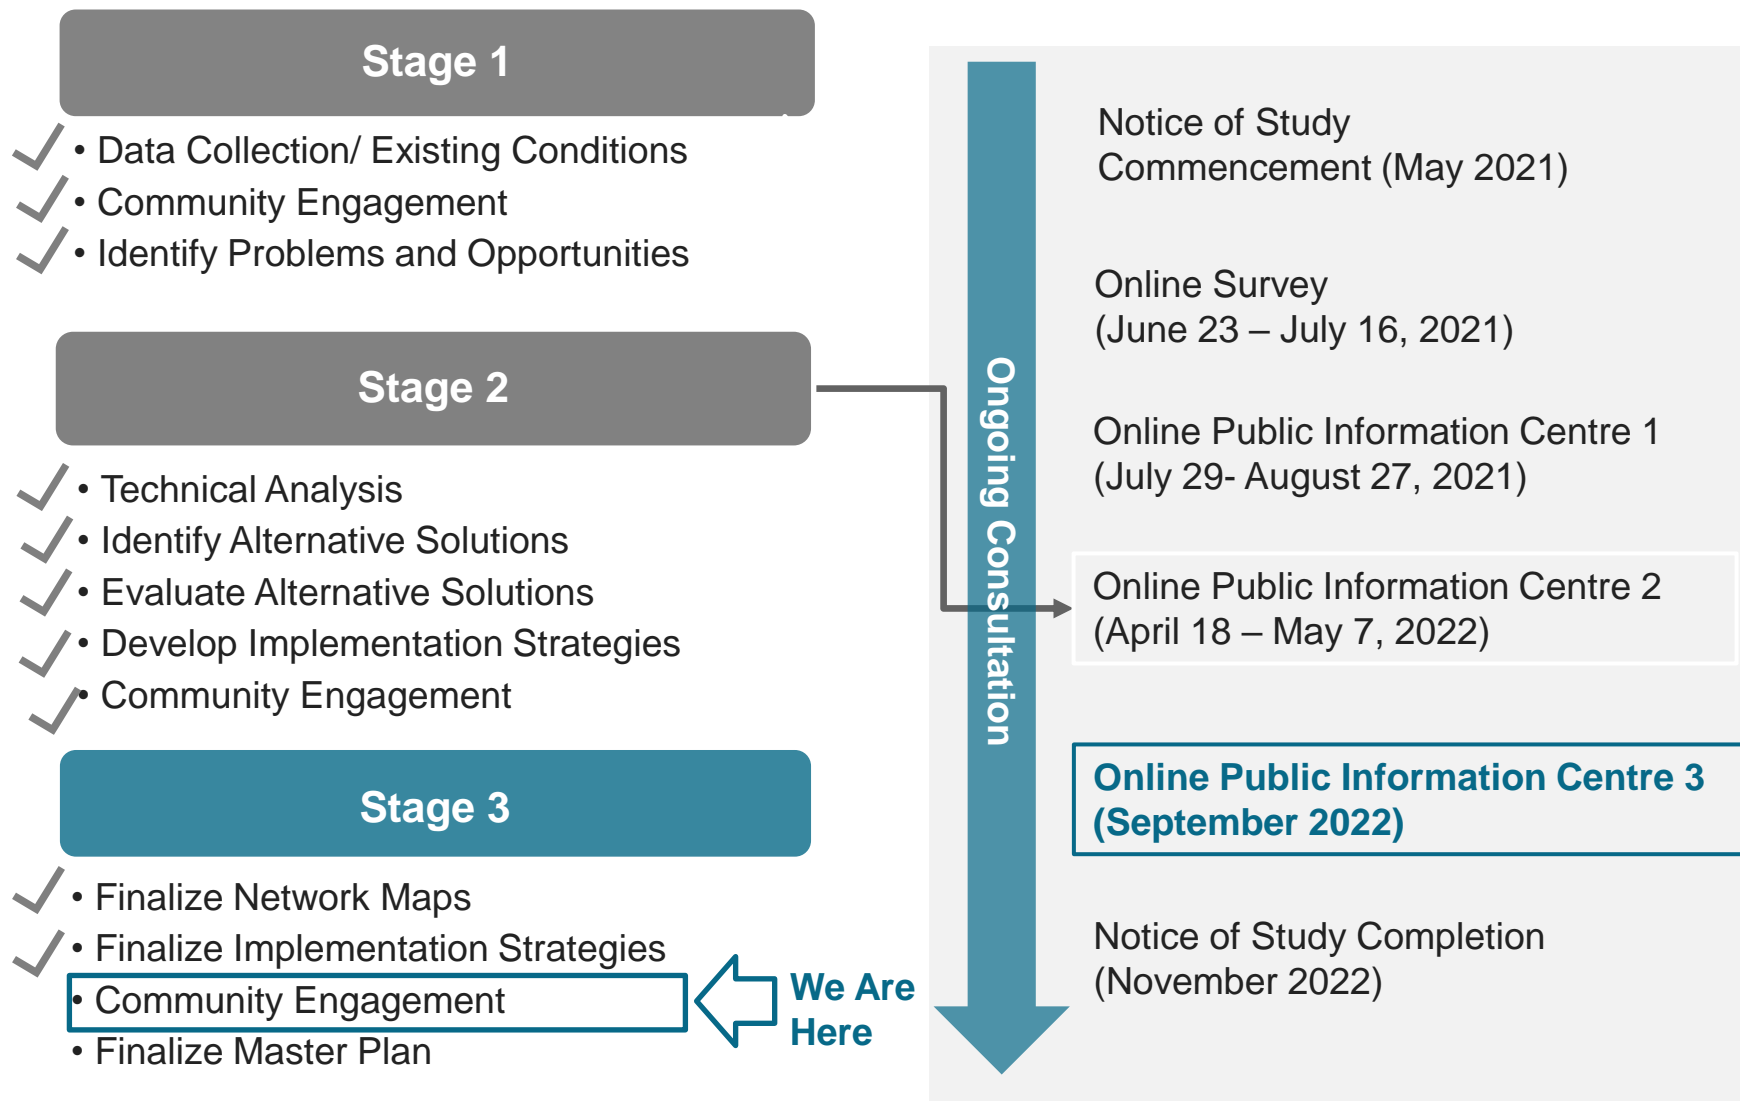 Stage 1
• Data Collection/ Existing Conditions
• Community Engagement
• Identify Problems and Opportunities
Stage 2
• Technical Analysis
• Identify Alternative Solutions
• Evaluate Alternative Solutions
• Develop Implementation Strategies
• Community Engagement
Stage 3
• Finalize Network Maps
• Finalize Implementation Strategies
• Community Engagement
• Finalize Master Plan
We Are
Here
Ongoing Consultation
Notice of Study
Commencement (May 2021)
Online Survey
(June 23 – July 16, 2021)
Online Public Information Centre 1
(July 29- August 27, 2021)
Online Public Information Centre 2
(April 18 – May 7, 2022)
Online Public Information Centre 3
(September 2022)
Notice of Study Completion
(November 2022)